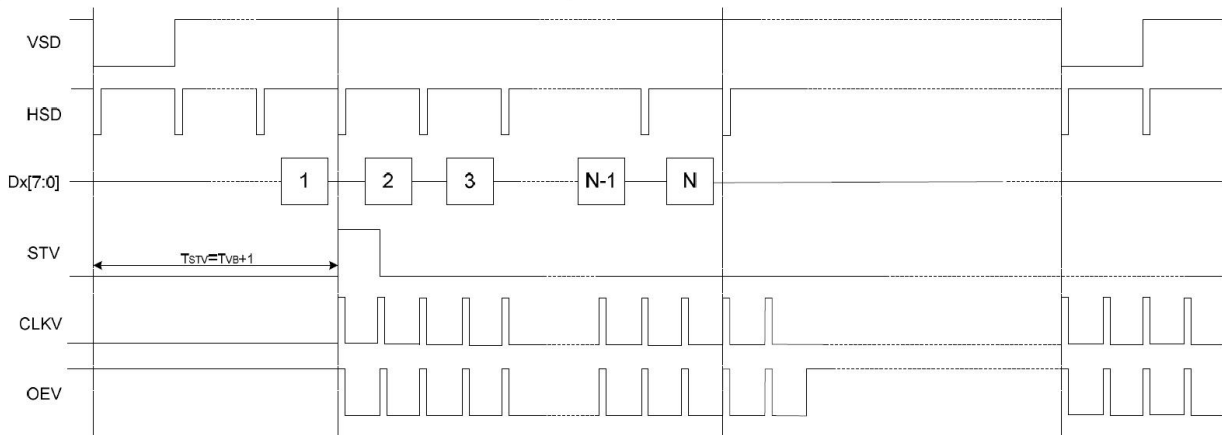 VSD
HSD
Dx[7:0]
1
2
3
N-1
N
STV
TSTV=TVB+1
CLKV
OEV